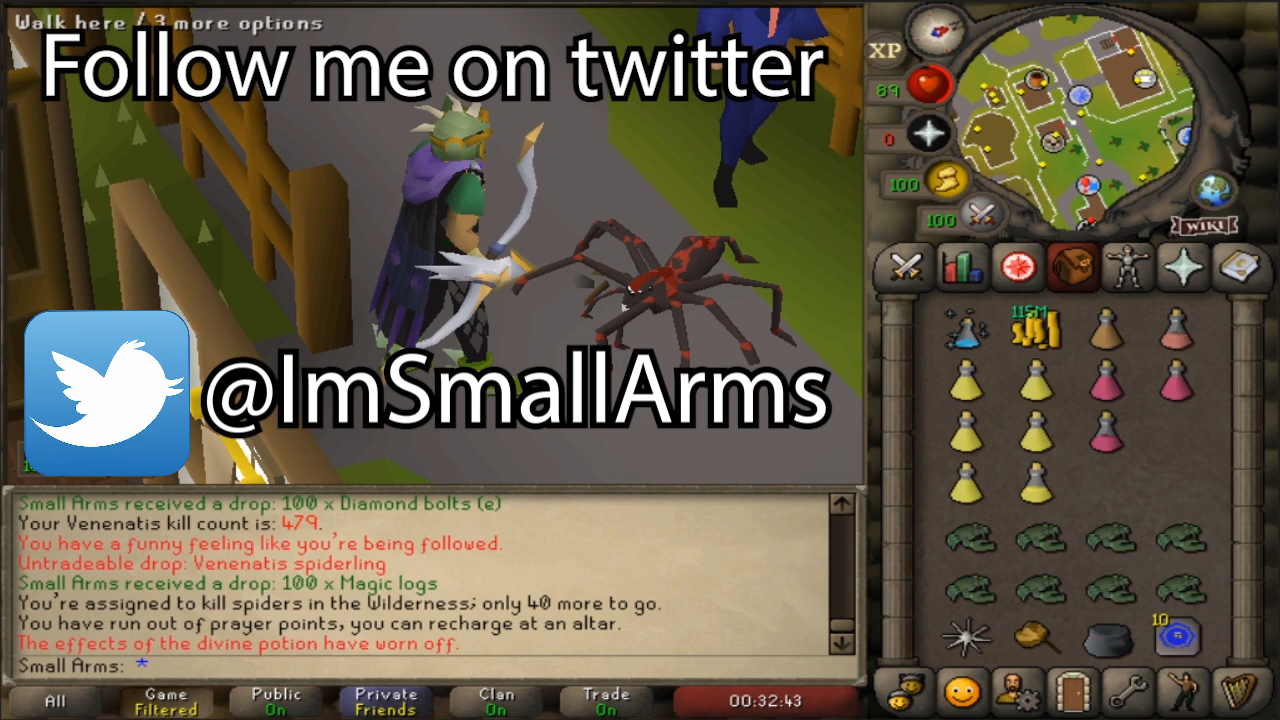 Walk here / 3 more options
Follow me on twitter
@ImSmallArms
XP
89
0
100
100
WIKI
115M
10
Small Arms received a drop: 100 x Diamond bolts (e)
Your Venenatis kill count is: 479.
You have a funny feeling like you're being followed.
Untradeable drop: Venenatis spiderling
Small Arms received a drop: 100 x Magic logs
You're assigned to kill spiders in the Wilderness; only 40 more to go.
You have run out of prayer points, you can recharge at an altar.
The effects of the divine potion have worn off.
Small Arms: *
All
Game
Filtered
Public
On
Private
Friends
Clan
On
Trade
On
00:32:43